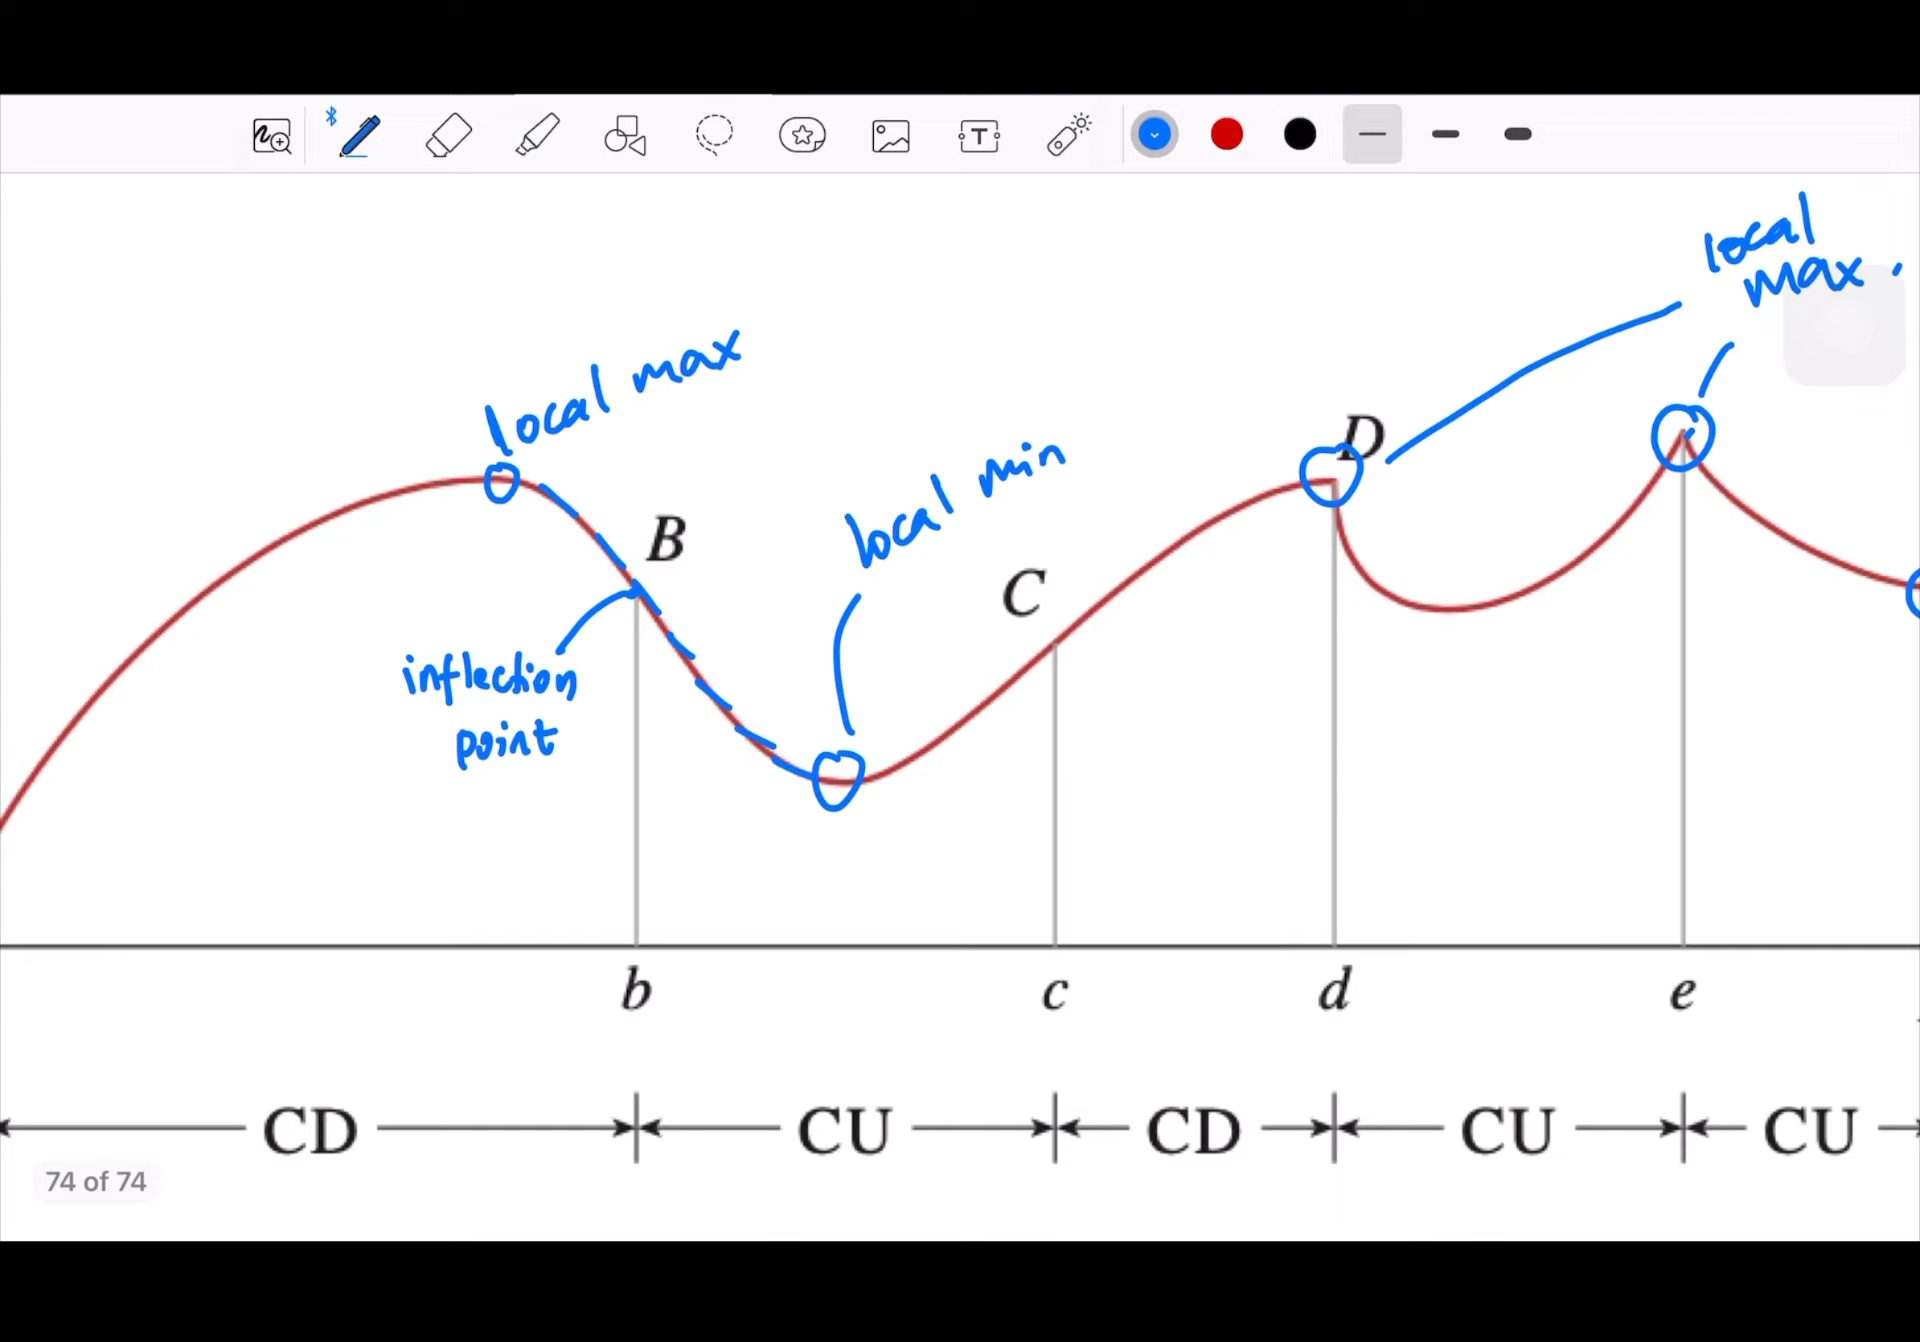 T
local
max
local max
D
local min
B
C
inflection
point
b
c
d
e
CD
CU
CD
CU
CU
74 of 74